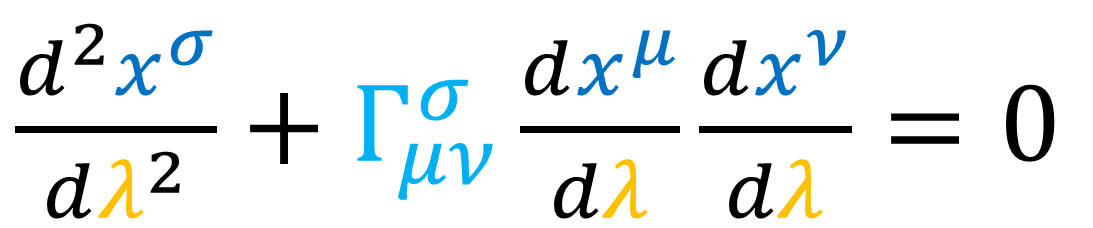 d²x^σ/dλ² + Γ^σ_μν dx^μ/dλ dx^ν/dλ = 0